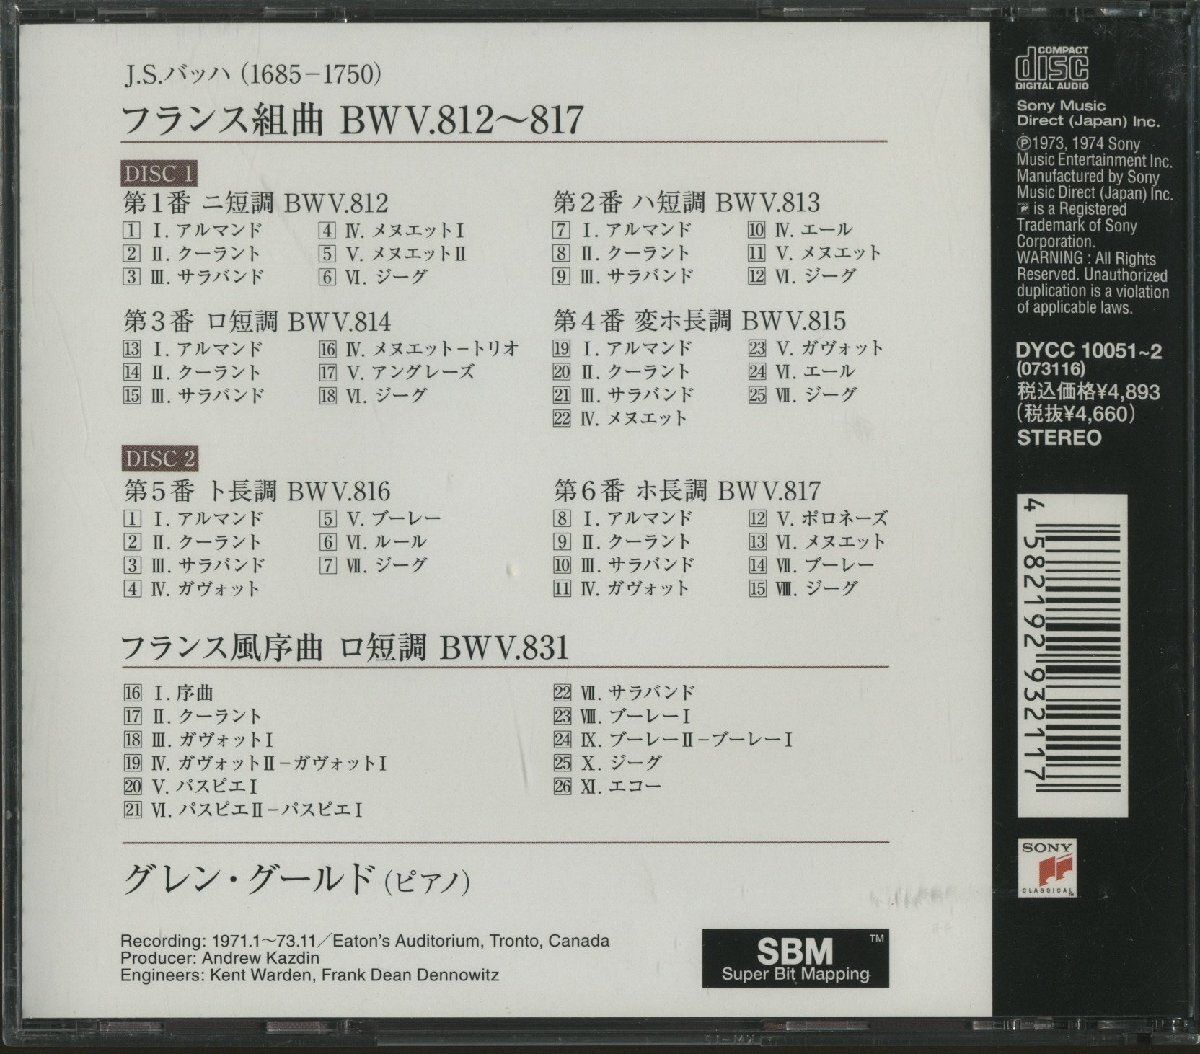 J.S.バッハ (1685−1750)
フランス組曲 BWV.812～817
DISC 1
第1番 ニ短調 BWV.812
1 Ⅰ. アルマンド
2 Ⅱ. クーラント
3 Ⅲ. サラバンド
4 Ⅳ. メヌエットⅠ
5 Ⅴ. メヌエットⅡ
6 Ⅵ. ジーグ
第2番 ハ短調 BWV.813
7 Ⅰ. アルマンド
8 Ⅱ. クーラント
9 Ⅲ. サラバンド
10 Ⅳ. エール
11 Ⅴ. メヌエット
12 Ⅵ. ジーグ
第3番 ロ短調 BWV.814
13 Ⅰ. アルマンド
14 Ⅱ. クーラント
15 Ⅲ. サラバンド
16 Ⅳ. メヌエット−トリオ
17 Ⅴ. アングレーズ
18 Ⅵ. ジーグ
第4番 変ホ長調 BWV.815
19 Ⅰ. アルマンド
20 Ⅱ. クーラント
21 Ⅲ. サラバンド
22 Ⅳ. メヌエット
23 Ⅴ. ガヴォット
24 Ⅵ. エール
25 Ⅶ. ジーグ
DISC 2
第5番 ト長調 BWV.816
1 Ⅰ. アルマンド
2 Ⅱ. クーラント
3 Ⅲ. サラバンド
4 Ⅳ. ガヴォット
5 Ⅴ. ブーレー
6 Ⅵ. ルール
7 Ⅶ. ジーグ
第6番 ホ長調 BWV.817
8 Ⅰ. アルマンド
9 Ⅱ. クーラント
10 Ⅲ. サラバンド
11 Ⅳ. ガヴォット
12 Ⅴ. ポロネーズ
13 Ⅵ. メヌエット
14 Ⅶ. ブーレー
15 Ⅷ. ジーグ
フランス風序曲 ロ短調 BWV.831
16 Ⅰ. 序曲
17 Ⅱ. クーラント
18 Ⅲ. ガヴォットⅠ
19 Ⅳ. ガヴォットⅡ−ガヴォットⅠ
20 Ⅴ. パスピエⅠ
21 Ⅵ. パスピエⅡ−パスピエⅠ
22 Ⅶ. サラバンド
23 Ⅷ. ブーレーⅠ
24 Ⅸ. ブーレーⅡ−ブーレーⅠ
25 Ⅹ. ジーグ
26 Ⅺ. エコー
グレン・グールド (ピアノ)
Recording: 1971.1～73.11／Eaton's Auditorium, Tronto, Canada
Producer: Andrew Kazdin
Engineers: Kent Warden, Frank Dean Dennowitz
SBM TM
Super Bit Mapping
COMPACT
disc
DIGITAL AUDIO
Sony Music
Direct (Japan) Inc.
℗1973, 1974 Sony
Music Entertainment Inc.
Manufactured by Sony
Music Direct (Japan) Inc.
is a Registered
Trademark of Sony
Corporation.
WARNING : All Rights
Reserved. Unauthorized
duplication is a violation
of applicable laws.
DYCC 10051~2
(073116)
税込価格¥4,893
(税抜¥4,660)
STEREO
4 582192 932117
SONY
CLASSICAL